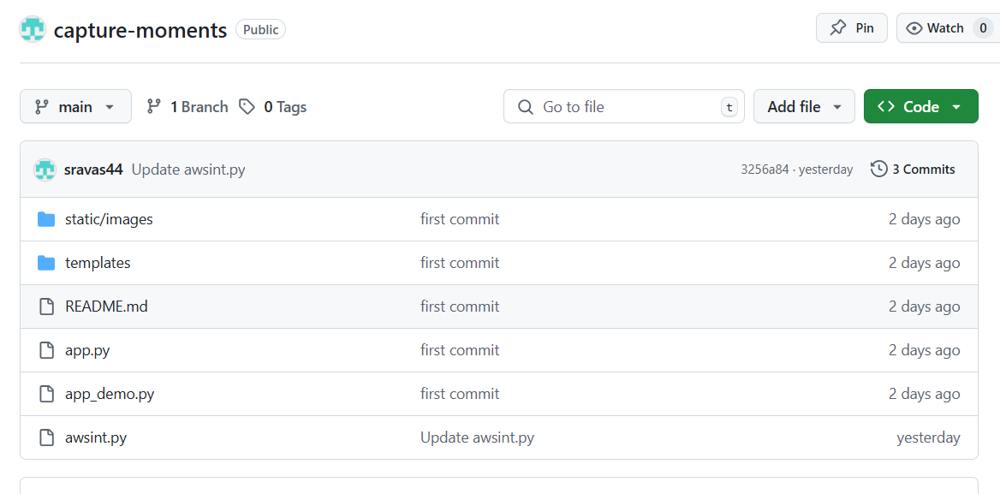 capture-moments Public Pin Watch 0
main 1 Branch 0 Tags Go to file t Add file Code
sravas44 Update awsint.py 3256a84 · yesterday 3 Commits
static/images first commit 2 days ago
templates first commit 2 days ago
README.md first commit 2 days ago
app.py first commit 2 days ago
app_demo.py first commit 2 days ago
awsint.py Update awsint.py yesterday